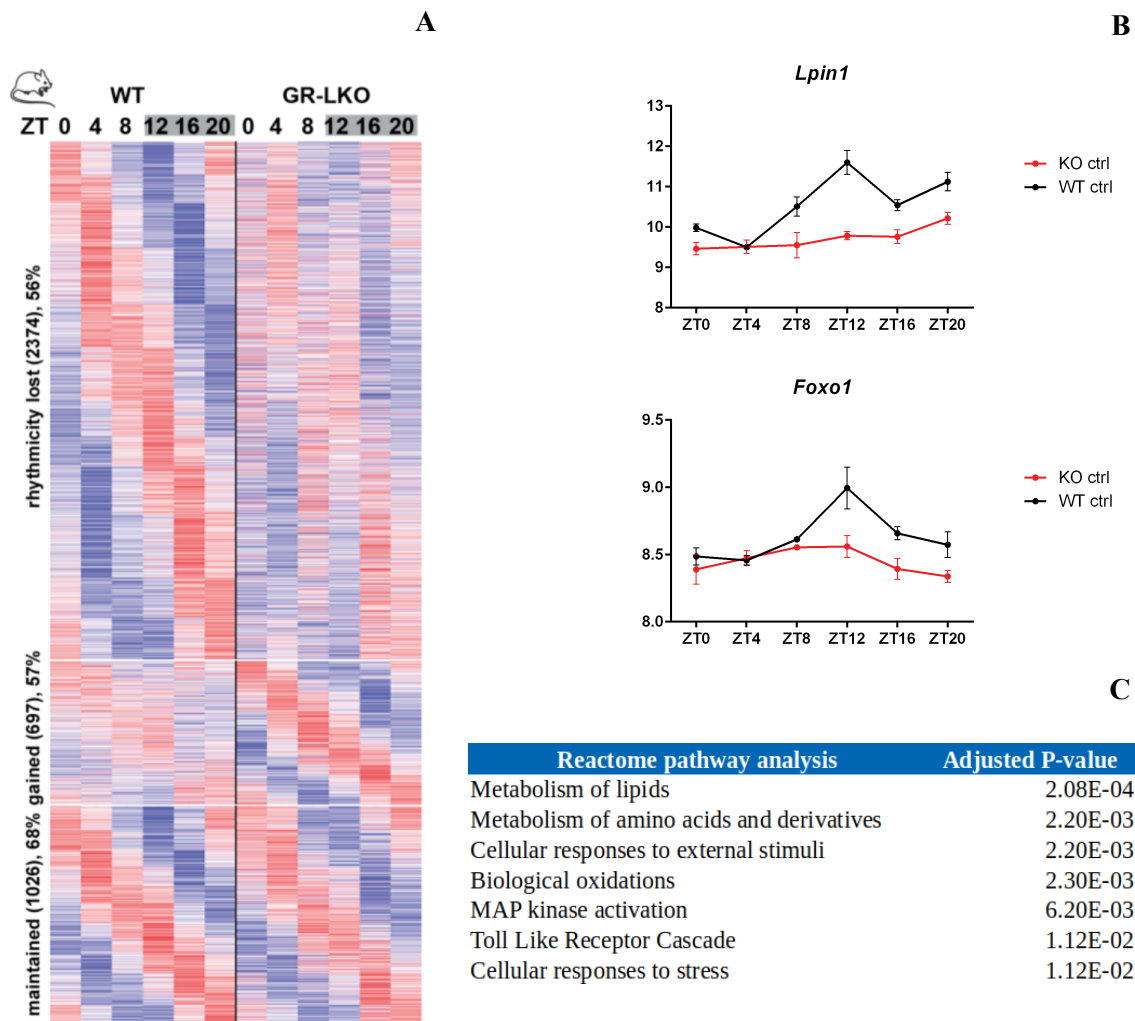 A
WT GR-LKO
ZT 0 4 8 12 16 20 0 4 8 12 16 20
rhythmicity lost (2374), 56%
gained (697), 57%
maintained (1026), 68%
B
Lpin1
13
12
11
10
9
8
ZT0 ZT4 ZT8 ZT12 ZT16 ZT20
KO ctrl
WT ctrl
Foxo1
9.5
9.0
8.5
8.0
ZT0 ZT4 ZT8 ZT12 ZT16 ZT20
KO ctrl
WT ctrl
C
Reactome pathway analysis Adjusted P-value
Metabolism of lipids 2.08E-04
Metabolism of amino acids and derivatives 2.20E-03
Cellular responses to external stimuli 2.20E-03
Biological oxidations 2.30E-03
MAP kinase activation 6.20E-03
Toll Like Receptor Cascade 1.12E-02
Cellular responses to stress 1.12E-02